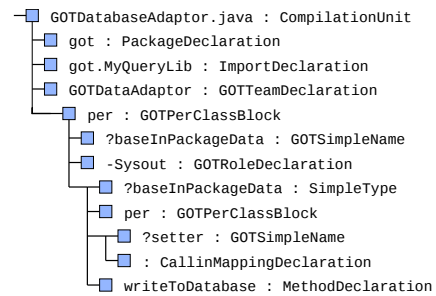 GOTDatabaseAdaptor.java : CompilationUnit
got : PackageDeclaration
got.MyQueryLib : ImportDeclaration
GOTDataAdaptor : GOTTeamDeclaration
per : GOTPerClassBlock
?baseInPackageData : GOTSimpleName
-Sysout : GOTRoleDeclaration
?baseInPackageData : SimpleType
per : GOTPerClassBlock
?setter : GOTSimpleName
: CallinMappingDeclaration
writeToDatabase : MethodDeclaration